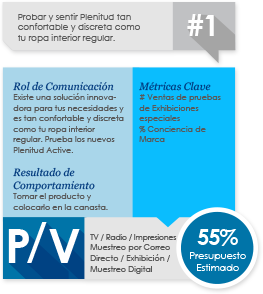 Probar y sentir Plenitud tan
confortable y discreta como
tu ropa interior regular.
#1
Rol de Comunicación
Existe una solución innova-
dora para tus necesidades y
es tan confortable y discreta
como tu ropa interior
regular. Prueba los nuevos
Plenitud Active.
Resultado de
Comportamiento
Tomar el producto y
colocarlo en la canasta.
Métricas Clave
# Ventas de pruebas
de Exhibiciones
especiales
% Conciencia de
Marca
P/V
TV / Radio / Impresiones
Muestreo por Correo
Directo / Exhibición /
Muestreo Digital
55%
Presupuesto
Estimado